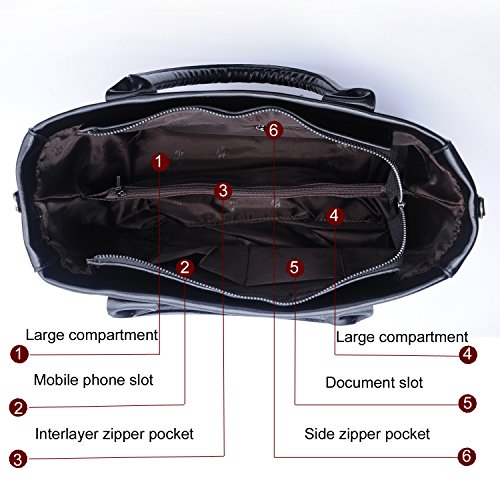 6
1
3
4
2
5
Large compartment
1
Large compartment
4
Mobile phone slot
2
Document slot
5
Interlayer zipper pocket
3
Side zipper pocket
6